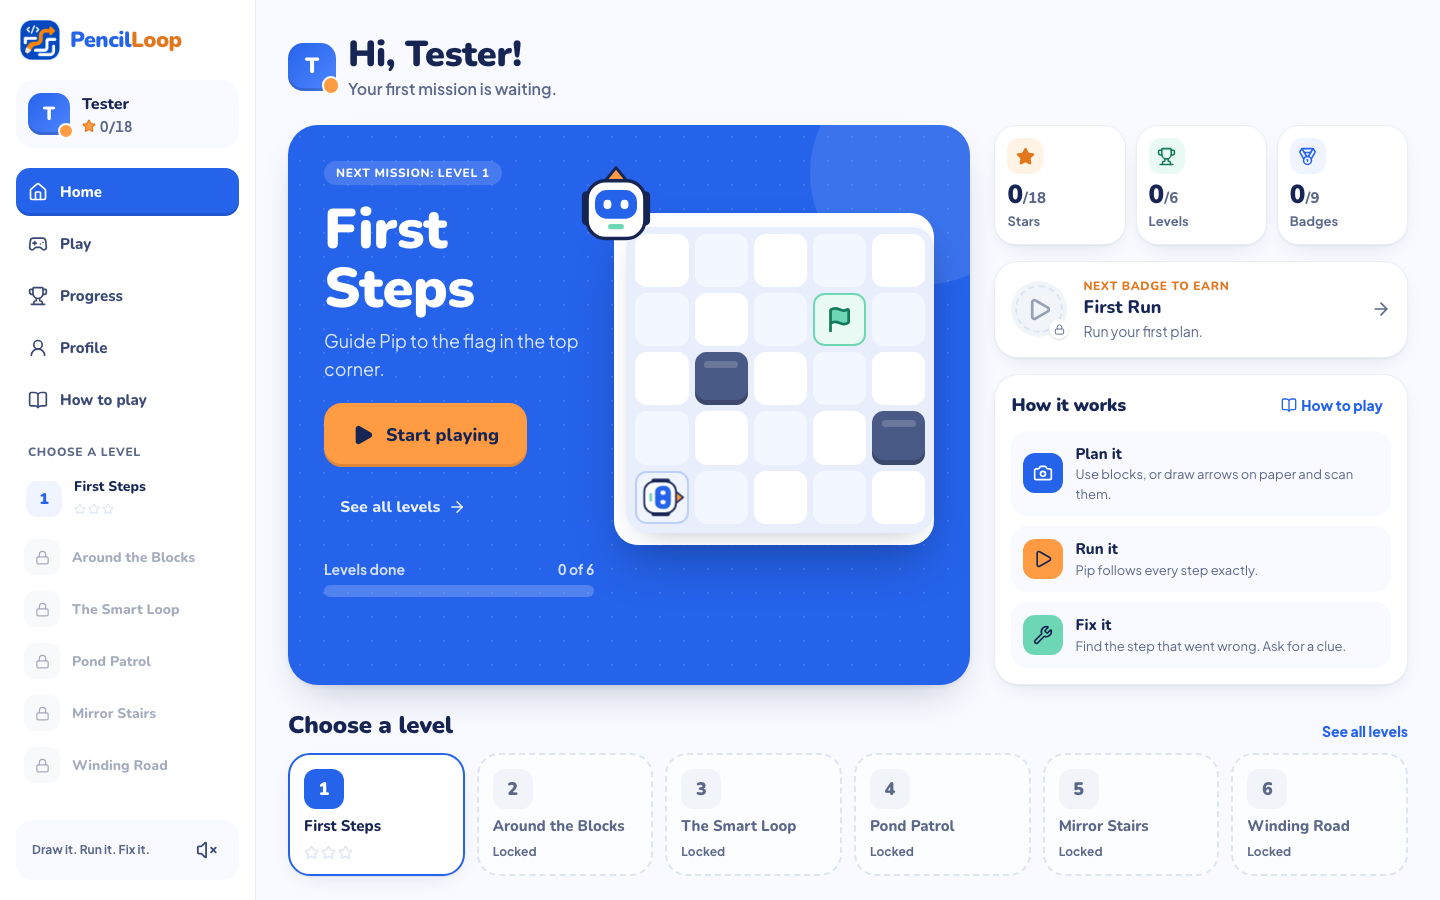 PencilLoop
T
Tester
0/18
Home
Play
Progress
Profile
How to play
CHOOSE A LEVEL
1
First Steps
Around the Blocks
The Smart Loop
Pond Patrol
Mirror Stairs
Winding Road
Draw it. Run it. Fix it.
T
Hi, Tester!
Your first mission is waiting.
NEXT MISSION: LEVEL 1
First
Steps
Guide Pip to the flag in the top
corner.
Start playing
See all levels
Levels done
0 of 6
0/18
Stars
0/6
Levels
0/9
Badges
NEXT BADGE TO EARN
First Run
Run your first plan.
How it works
How to play
Plan it
Use blocks, or draw arrows on paper and scan
them.
Run it
Pip follows every step exactly.
Fix it
Find the step that went wrong. Ask for a clue.
Choose a level
See all levels
1
First Steps
2
Around the Blocks
Locked
3
The Smart Loop
Locked
4
Pond Patrol
Locked
5
Mirror Stairs
Locked
6
Winding Road
Locked